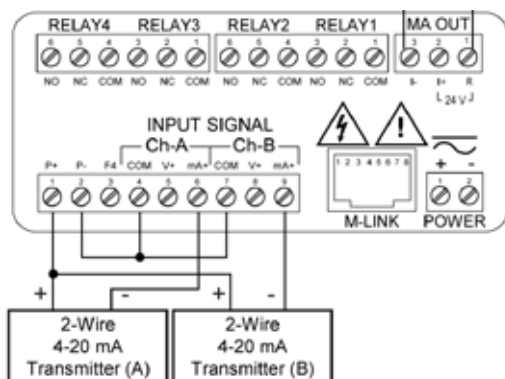 RELAY4 RELAY3 RELAY2 RELAY1 MA OUT
6 5 4 3 2 1 6 5 4 3 2 1 3 2 1
NO NC COM NO NC COM NO NC COM NO NC COM I- I+ R
24 V
INPUT SIGNAL
Ch-A Ch-B
P+ P- F4 COM V+ mA+ COM V+ mA+
1 2 3 4 5 6 7 8 9
1 2 3 4 5 6 7 8
+ -
1 2
M-LINK POWER
+ - + -
2-Wire 2-Wire
4-20 mA 4-20 mA
Transmitter (A) Transmitter (B)